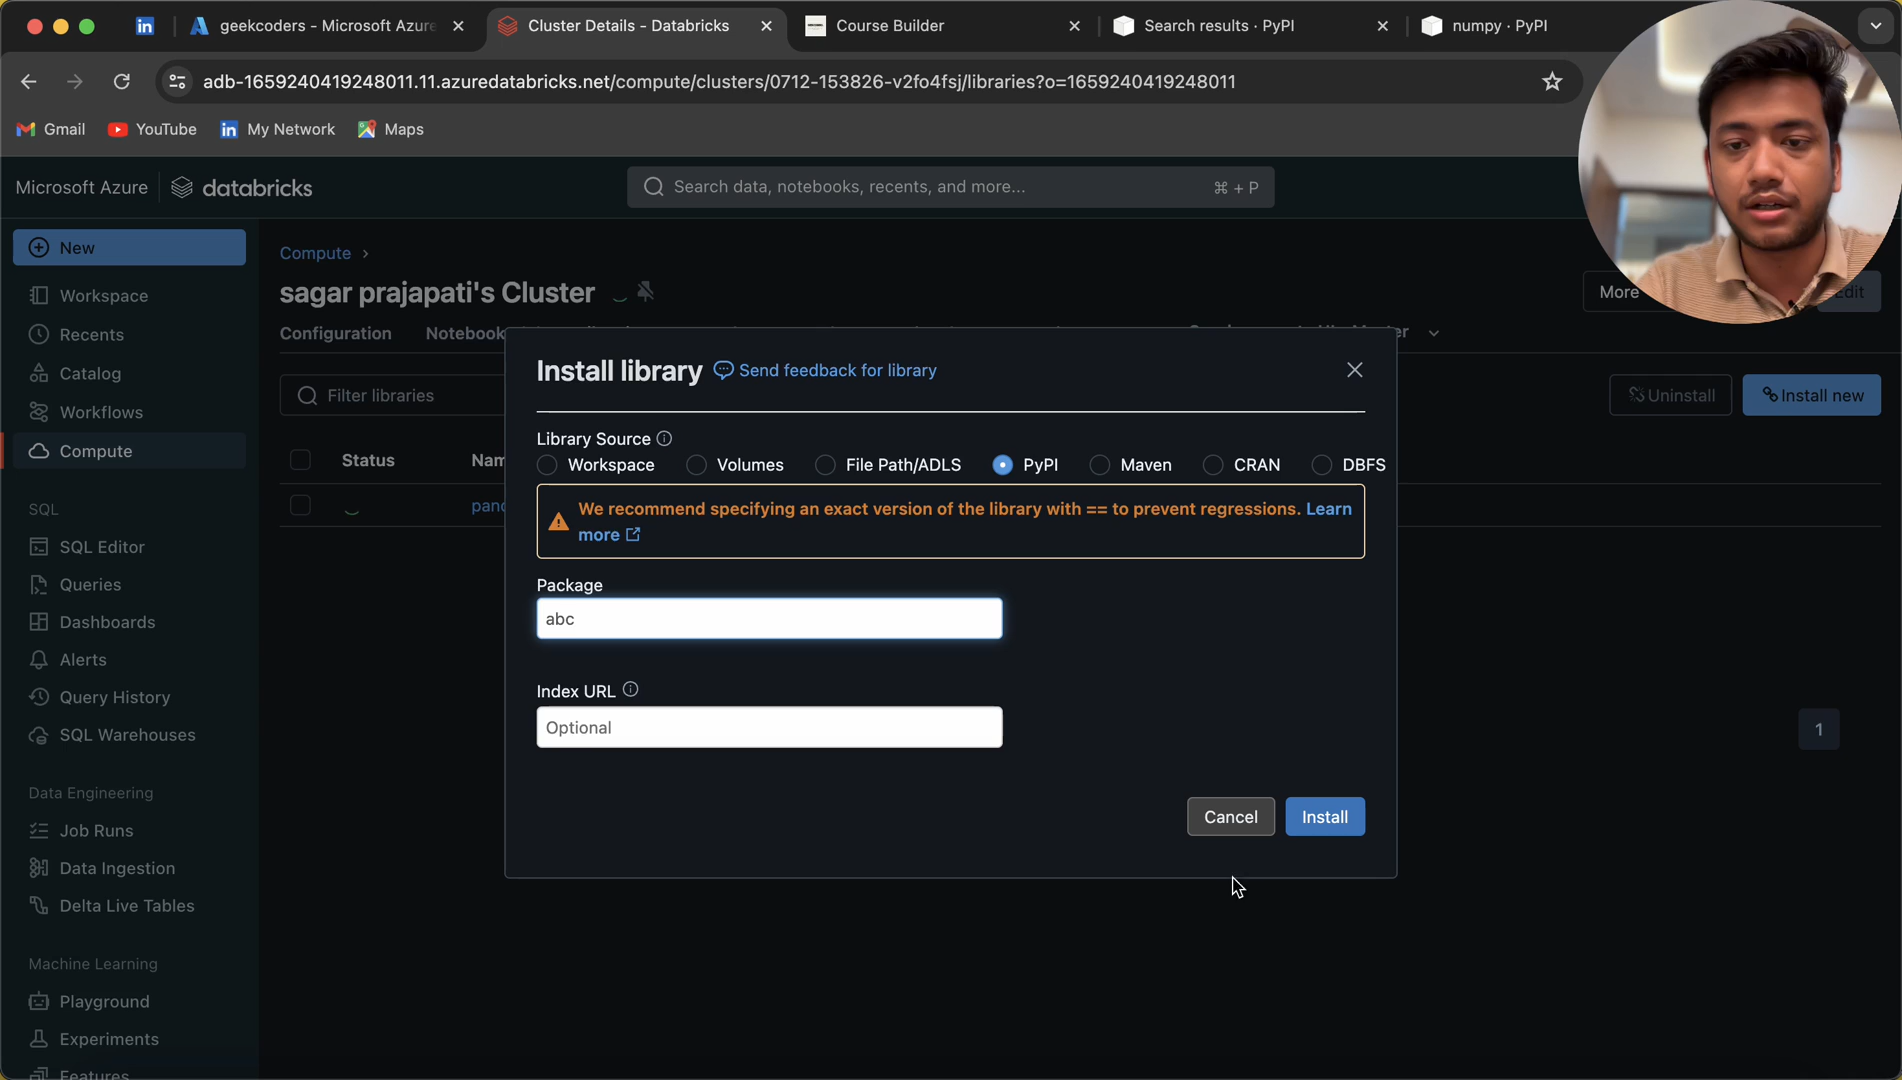 geekcoders - Microsoft Azure
Cluster Details - Databricks
Course Builder
Search results · PyPI
numpy · PyPI
adb-1659240419248011.11.azuredatabricks.net/compute/clusters/0712-153826-v2fo4fsj/libraries?o=1659240419248011
Gmail
YouTube
My Network
Maps
Microsoft Azure
databricks
Search data, notebooks, recents, and more...
⌘ + P
New
Workspace
Recents
Catalog
Workflows
Compute
SQL
SQL Editor
Queries
Dashboards
Alerts
Query History
SQL Warehouses
Data Engineering
Job Runs
Data Ingestion
Delta Live Tables
Machine Learning
Playground
Experiments
Features
Compute ›
sagar prajapati's Cluster
More
Edit
Configuration
Notebook
Filter libraries
Uninstall
Install new
Status
Nam
pand
1
Install library
Send feedback for library
Library Source
Workspace
Volumes
File Path/ADLS
PyPI
Maven
CRAN
DBFS
We recommend specifying an exact version of the library with == to prevent regressions. Learn
more
Package
abc
Index URL
Optional
Cancel
Install